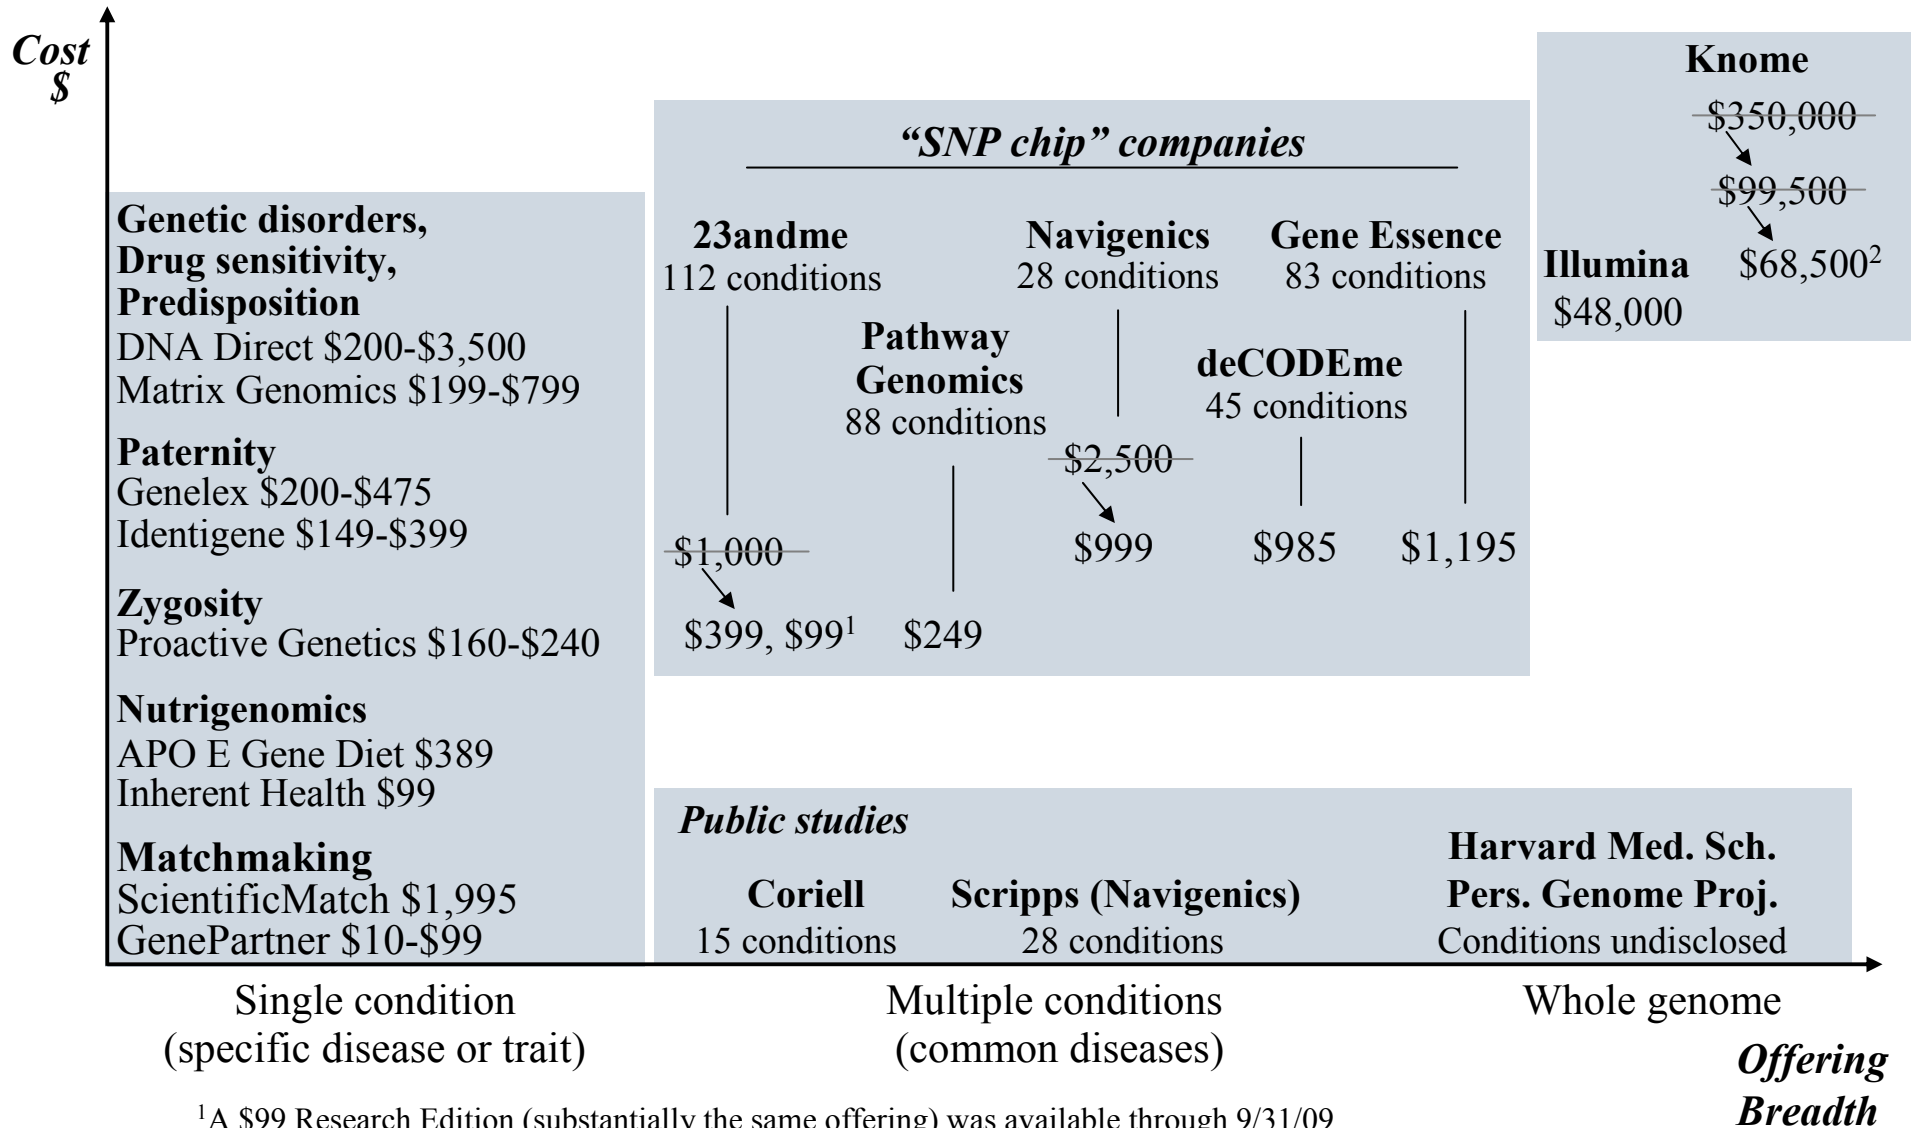 Cost
$
Genetic disorders,
Drug sensitivity,
Predisposition
DNA Direct $200-$3,500
Matrix Genomics $199-$799
Paternity
Genelex $200-$475
Identigene $149-$399
Zygosity
Proactive Genetics $160-$240
Nutrigenomics
APO E Gene Diet $389
Inherent Health $99
Matchmaking
ScientificMatch $1,995
GenePartner $10-$99
“SNP chip” companies
23andme
112 conditions
$1,000
$399, $99¹
Pathway
Genomics
88 conditions
$249
Navigenics
28 conditions
$2,500
$999
deCODEme
45 conditions
$985
Gene Essence
83 conditions
$1,195
Knome
$350,000
$99,500
$68,500²
Illumina
$48,000
Public studies
Coriell
15 conditions
Scripps (Navigenics)
28 conditions
Harvard Med. Sch.
Pers. Genome Proj.
Conditions undisclosed
Single condition
(specific disease or trait)
Multiple conditions
(common diseases)
Whole genome
Offering
Breadth
¹A $99 Research Edition (substantially the same offering) was available through 9/31/09